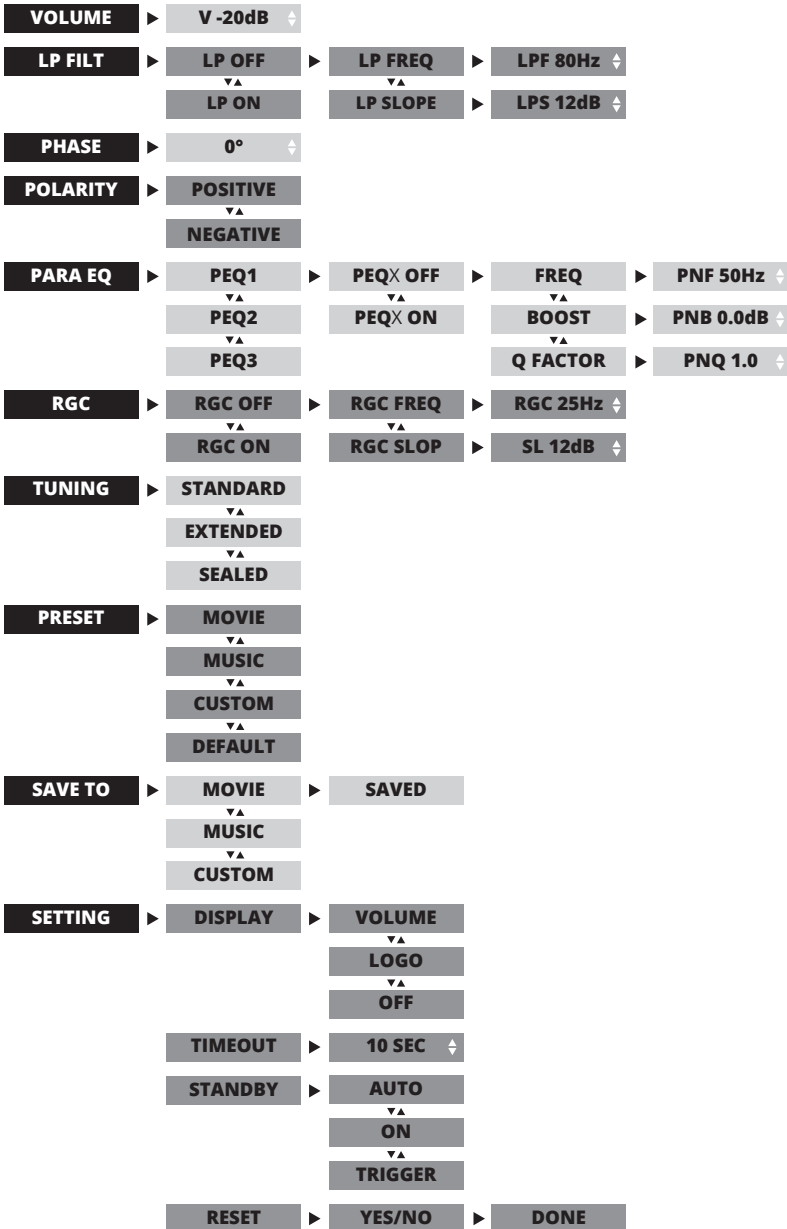 VOLUME V -20dB
LP FILT LP OFF LP FREQ LPF 80Hz
LP ON LP SLOPE LPS 12dB
PHASE 0°
POLARITY POSITIVE
NEGATIVE
PARA EQ PEQ1 PEQX OFF FREQ PNF 50Hz
PEQ2 PEQX ON BOOST PNB 0.0dB
PEQ3 Q FACTOR PNQ 1.0
RGC RGC OFF RGC FREQ RGC 25Hz
RGC ON RGC SLOP SL 12dB
TUNING STANDARD
EXTENDED
SEALED
PRESET MOVIE
MUSIC
CUSTOM
DEFAULT
SAVE TO MOVIE SAVED
MUSIC
CUSTOM
SETTING DISPLAY VOLUME
LOGO
OFF
TIMEOUT 10 SEC
STANDBY AUTO
ON
TRIGGER
RESET YES/NO DONE